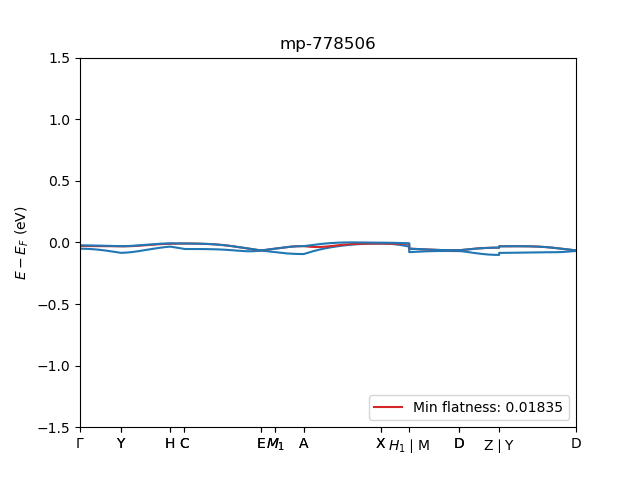 mp-778506
1.5
1.0
0.5
0.0
−0.5
−1.0
−1.5
E − E_F (eV)
Min flatness: 0.01835
Γ Y H C E M₁ A X H₁ | M D Z | Y D